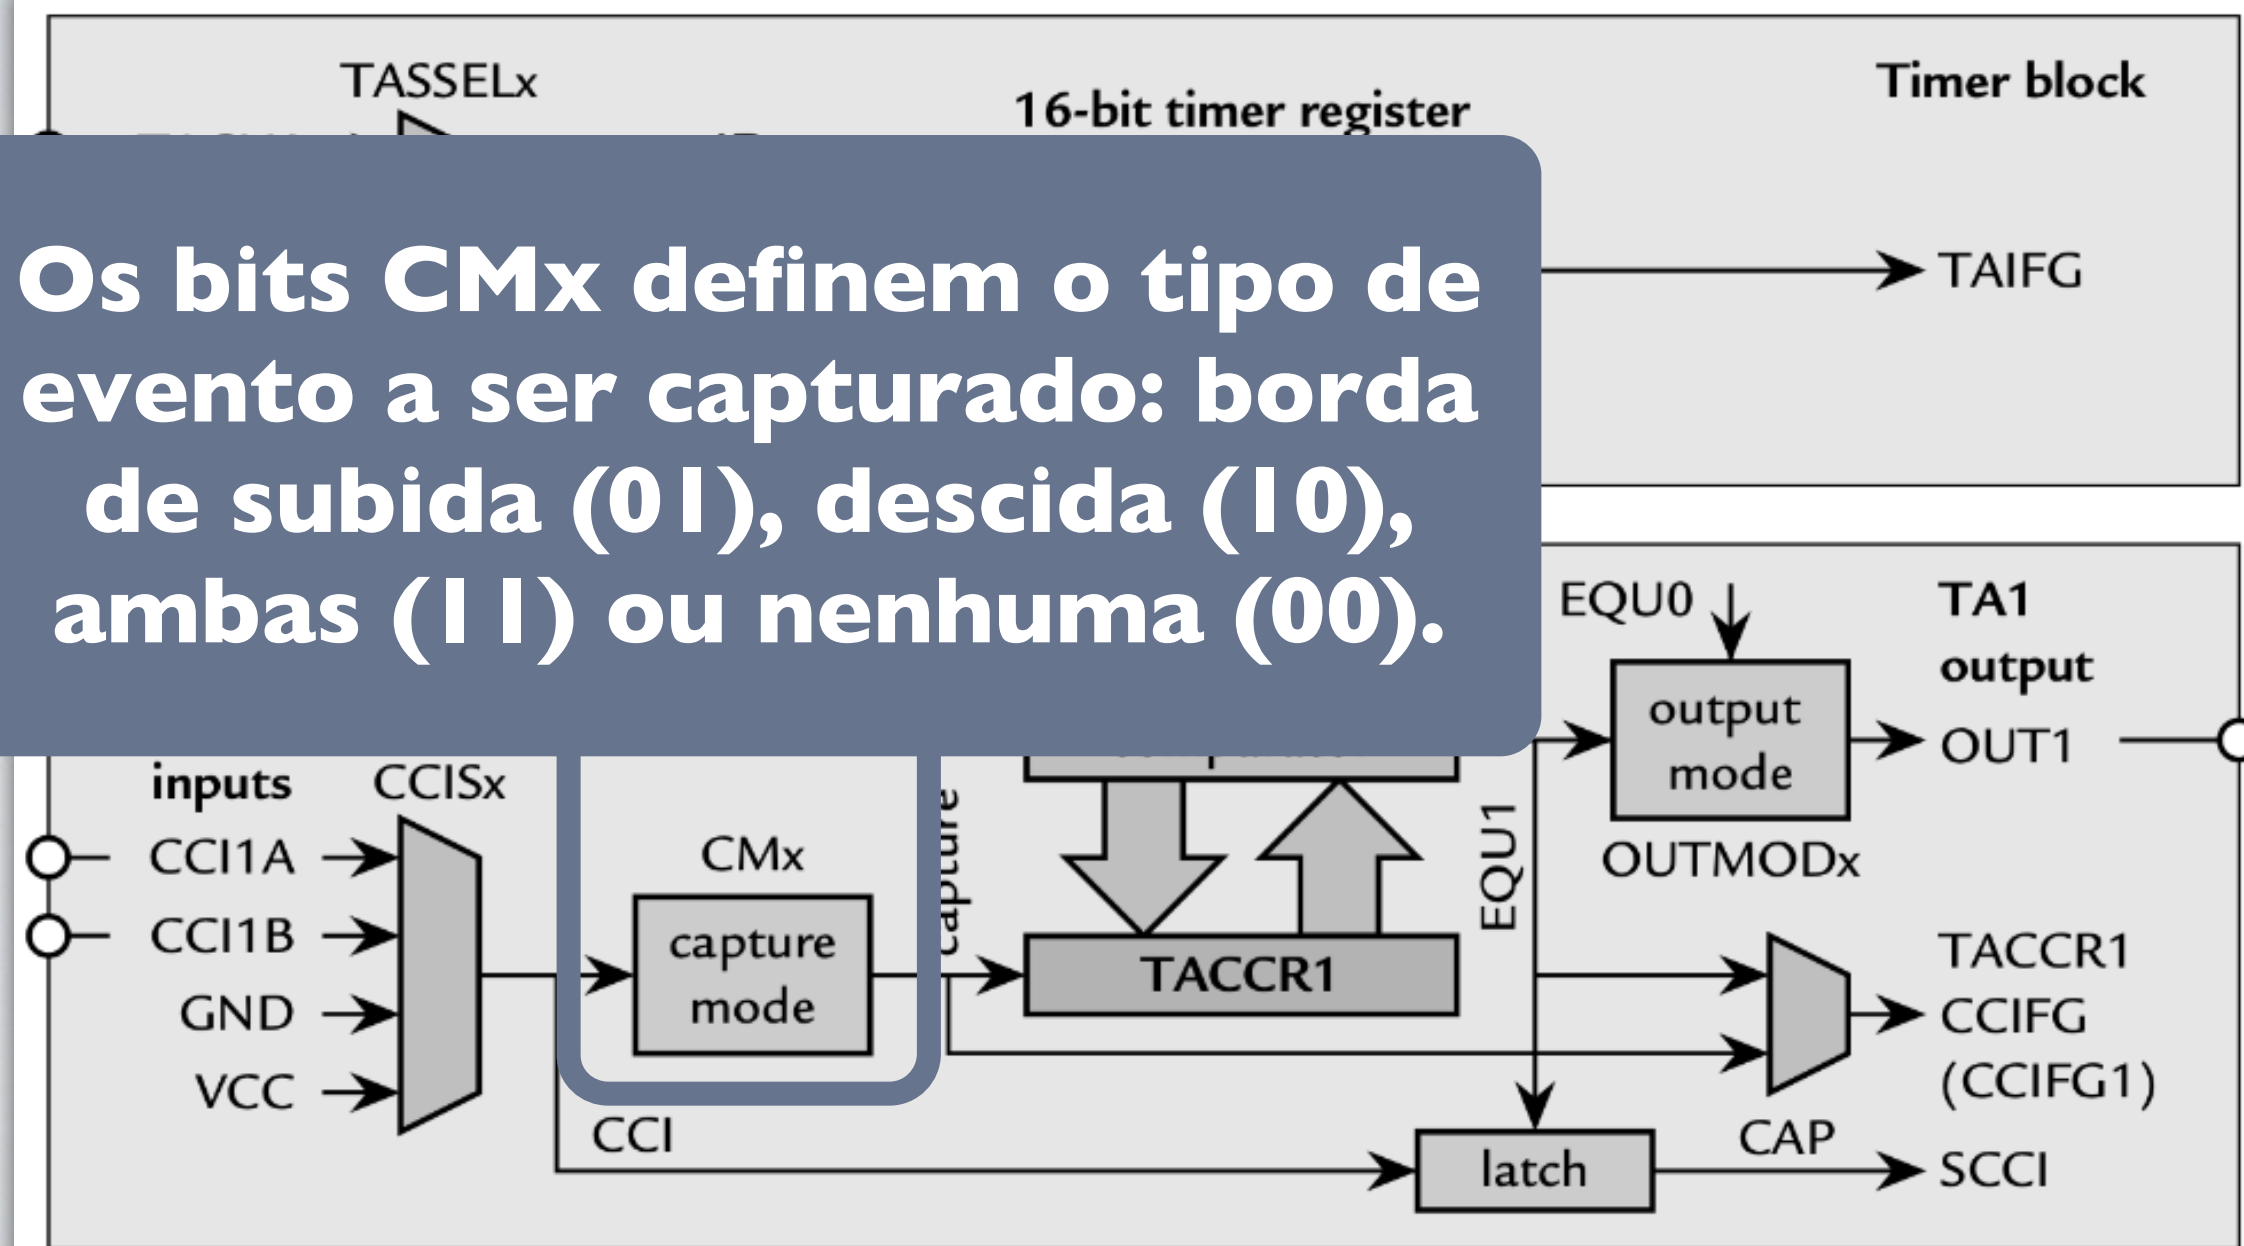 TASSELx
16-bit timer register
Timer block
Os bits CMx definem o tipo de
evento a ser capturado: borda
de subida (01), descida (10),
ambas (11) ou nenhuma (00).
TAIFG
EQU0
TA1
output
output
mode
OUT1
OUTMODx
inputs
CCISx
CCI1A
CCI1B
GND
VCC
CMx
capture
mode
capture
TACCR1
EQU1
TACCR1
CCIFG
(CCIFG1)
CCI
latch
CAP
SCCI